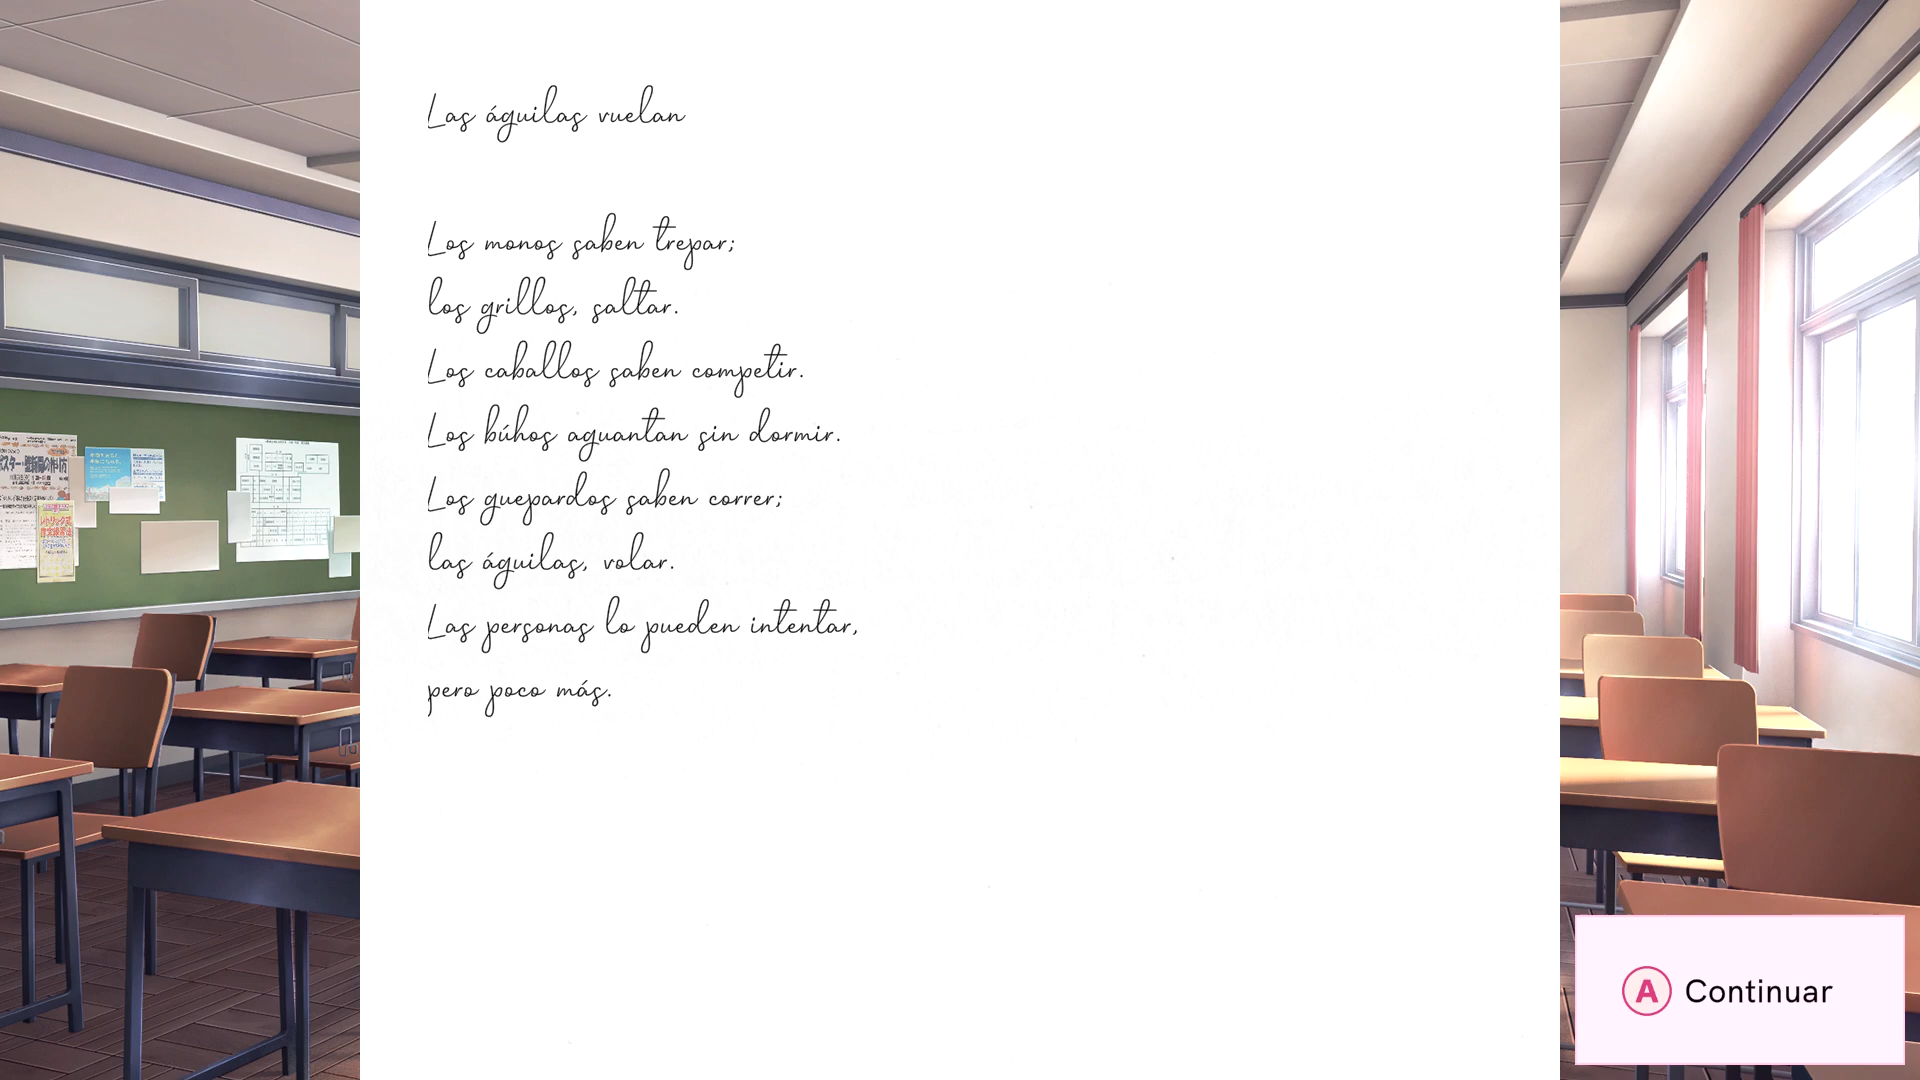 Las águilas vuelan
Los monos saben trepar;
los grillos, saltar.
Los caballos saben competir.
Los búhos aguantan sin dormir.
Los guepardos saben correr;
las águilas, volar.
Las personas lo pueden intentar,
pero poco más.
A Continuar